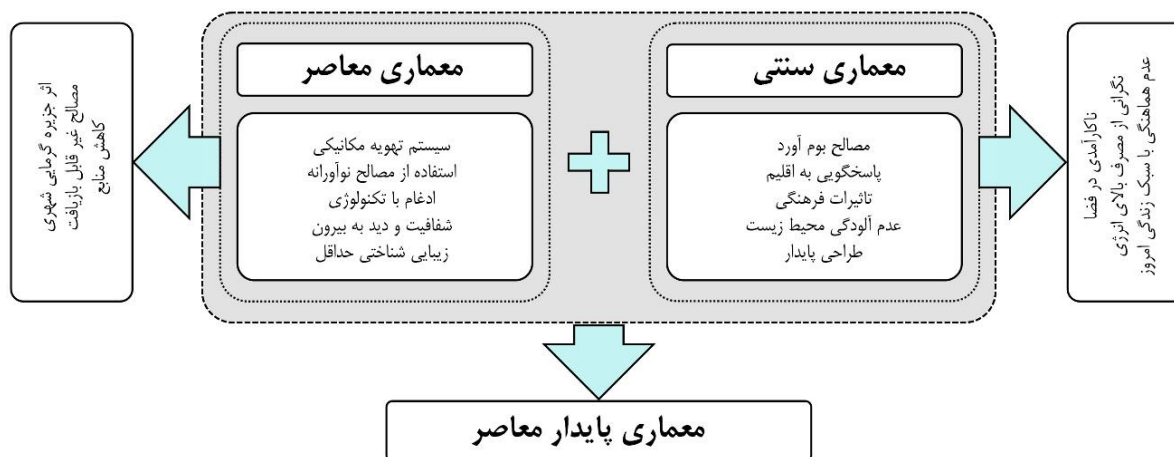 معماری سنتی
مصالح بوم آورد
پاسخگویی به اقلیم
تاثیرات فرهنگی
عدم آلودگی محیط زیست
طراحی پایدار
معماری معاصر
سیستم تهویه مکانیکی
استفاده از مصالح نوآورانه
ادغام با تکنولوژی
شفافیت و دید به بیرون
زیبایی شناختی حداقل
ناکارآمدی در فضا
نگرانی از مصرف بالای انرژی
عدم هماهنگی با سبک زندگی امروز
اثر جزیره گرمایی شهری
مصالح غیر قابل بازیافت
کاهش منابع
معماری پایدار معاصر